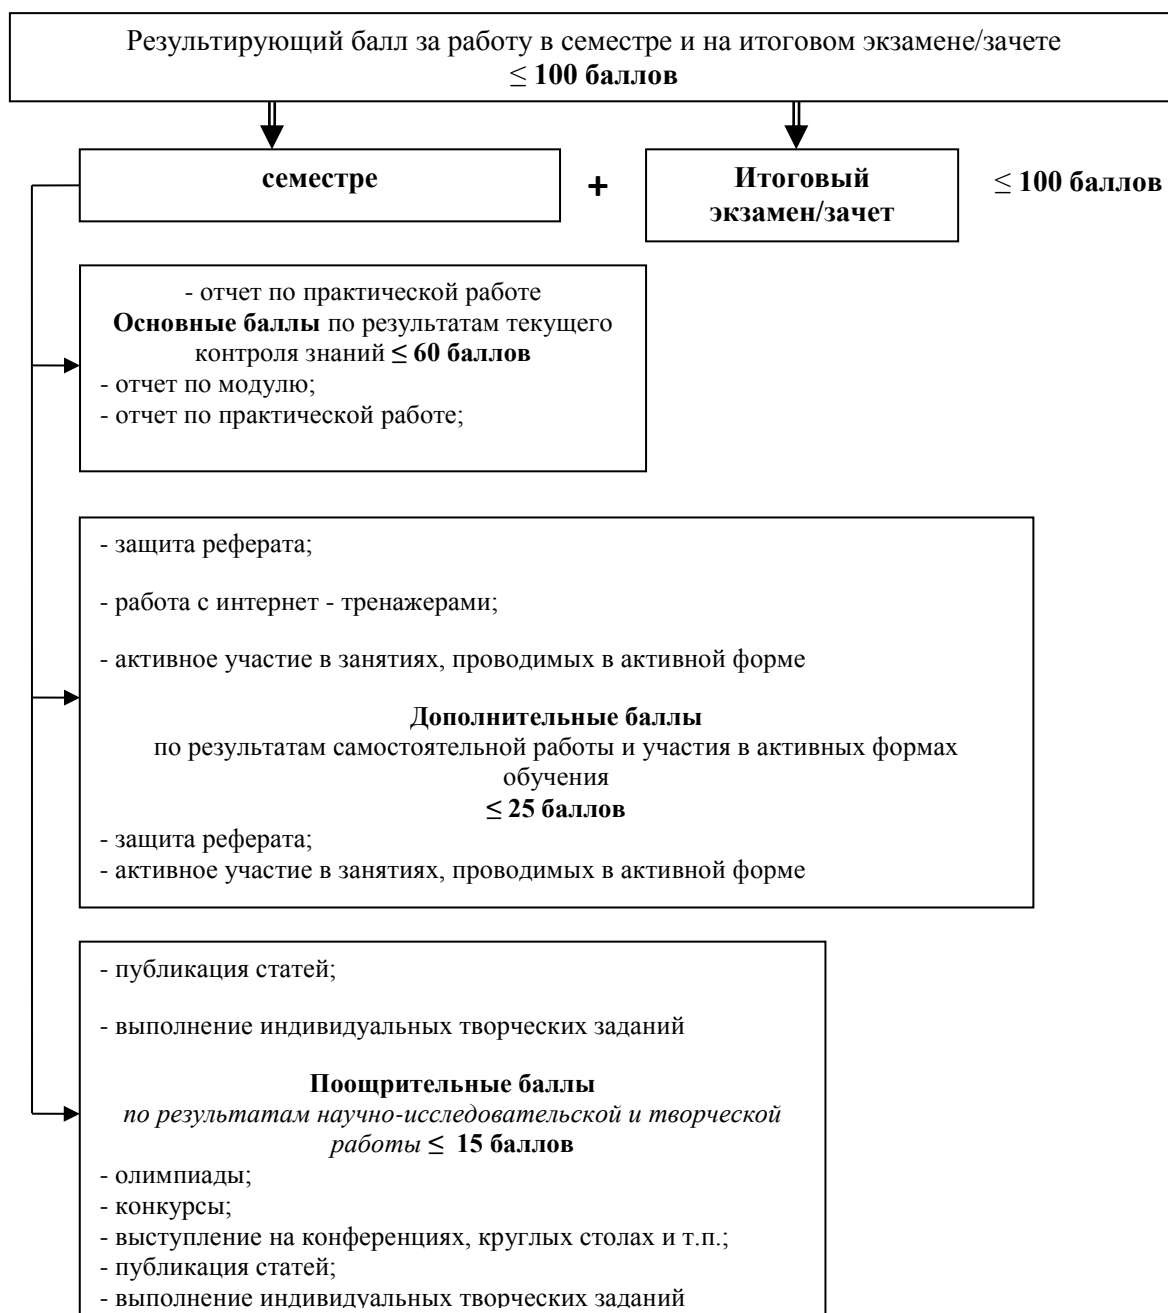 Результирующий балл за работу в семестре и на итоговом экзамене/зачете
≤ 100 баллов
семестре
+
Итоговый
экзамен/зачет
≤ 100 баллов
- отчет по практической работе
Основные баллы по результатам текущего
контроля знаний ≤ 60 баллов
- отчет по модулю;
- отчет по практической работе;
- защита реферата;
- работа с интернет - тренажерами;
- активное участие в занятиях, проводимых в активной форме
Дополнительные баллы
по результатам самостоятельной работы и участия в активных формах
обучения
≤ 25 баллов
- защита реферата;
- активное участие в занятиях, проводимых в активной форме
- публикация статей;
- выполнение индивидуальных творческих заданий
Поощрительные баллы
по результатам научно-исследовательской и творческой
работы ≤ 15 баллов
- олимпиады;
- конкурсы;
- выступление на конференциях, круглых столах и т.п.;
- публикация статей;
- выполнение индивидуальных творческих заданий